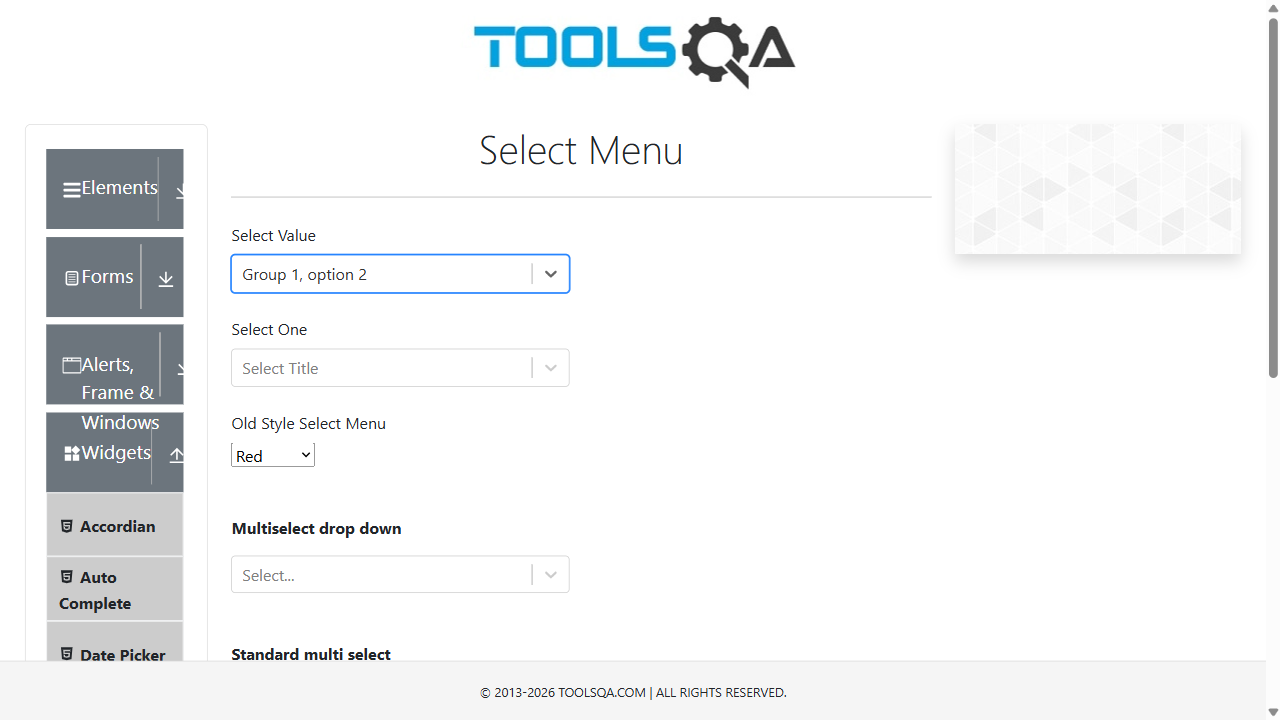 TOOLSQA
Select Menu
Elements
Forms
Alerts,
Frame &
Windows
Widgets
Accordian
Auto
Complete
Date Picker
Select Value
Group 1, option 2
Select One
Select Title
Old Style Select Menu
Red
Multiselect drop down
Select...
Standard multi select
© 2013-2026 TOOLSQA.COM | ALL RIGHTS RESERVED.